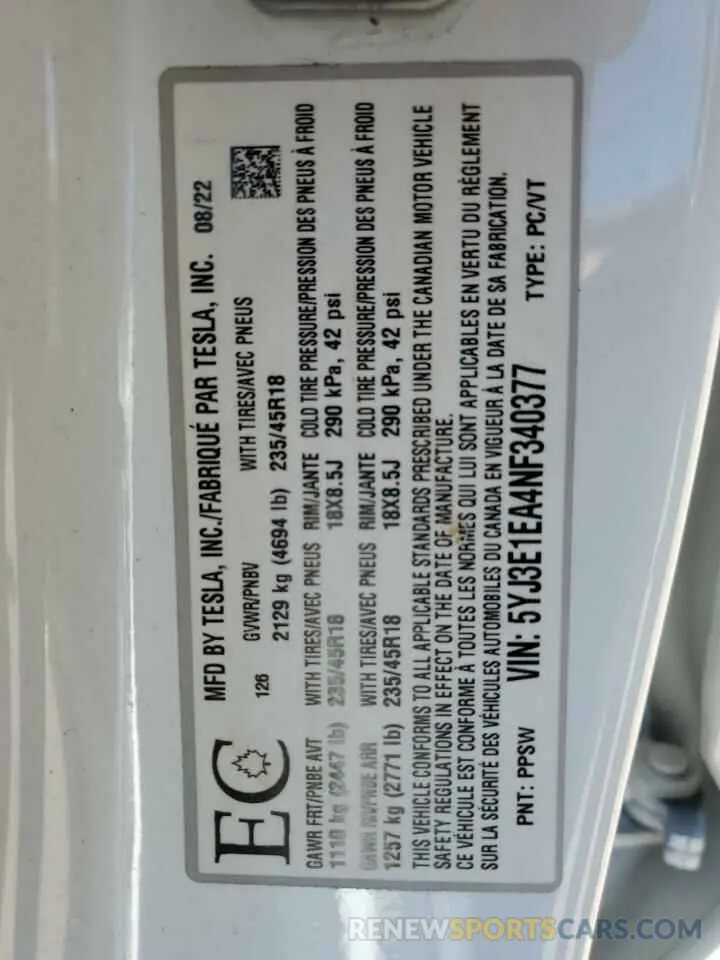 EC
MFD BY TESLA, INC./FABRIQUÉ PAR TESLA, INC. 08/22
126 GVWR/PNBV WITH TIRES/AVEC PNEUS
2129 kg (4694 lb) 235/45R18
GAWR FRT/PNBE AVT WITH TIRES/AVEC PNEUS RIM/JANTE COLD TIRE PRESSURE/PRESSION DES PNEUS À FROID
1110 kg (2447 lb) 235/45R18 18X8.5J 290 kPa, 42 psi
GAWR ARR WITH TIRES/AVEC PNEUS RIM/JANTE COLD TIRE PRESSURE/PRESSION DES PNEUS À FROID
1257 kg (2771 lb) 235/45R18 18X8.5J 290 kPa, 42 psi
THIS VEHICLE CONFORMS TO ALL APPLICABLE STANDARDS PRESCRIBED UNDER THE CANADIAN MOTOR VEHICLE
SAFETY REGULATIONS IN EFFECT ON THE DATE OF MANUFACTURE.
CE VÉHICULE EST CONFORME À TOUTES LES NORMES QUI LUI SONT APPLICABLES EN VERTU DU RÈGLEMENT
SUR LA SÉCURITÉ DES VÉHICULES AUTOMOBILES DU CANADA EN VIGUEUR À LA DATE DE SA FABRICATION.
PNT: PPSW VIN: 5YJ3E1EA4NF340377 TYPE: PC/VT
RENEWSPORTSCARS.COM